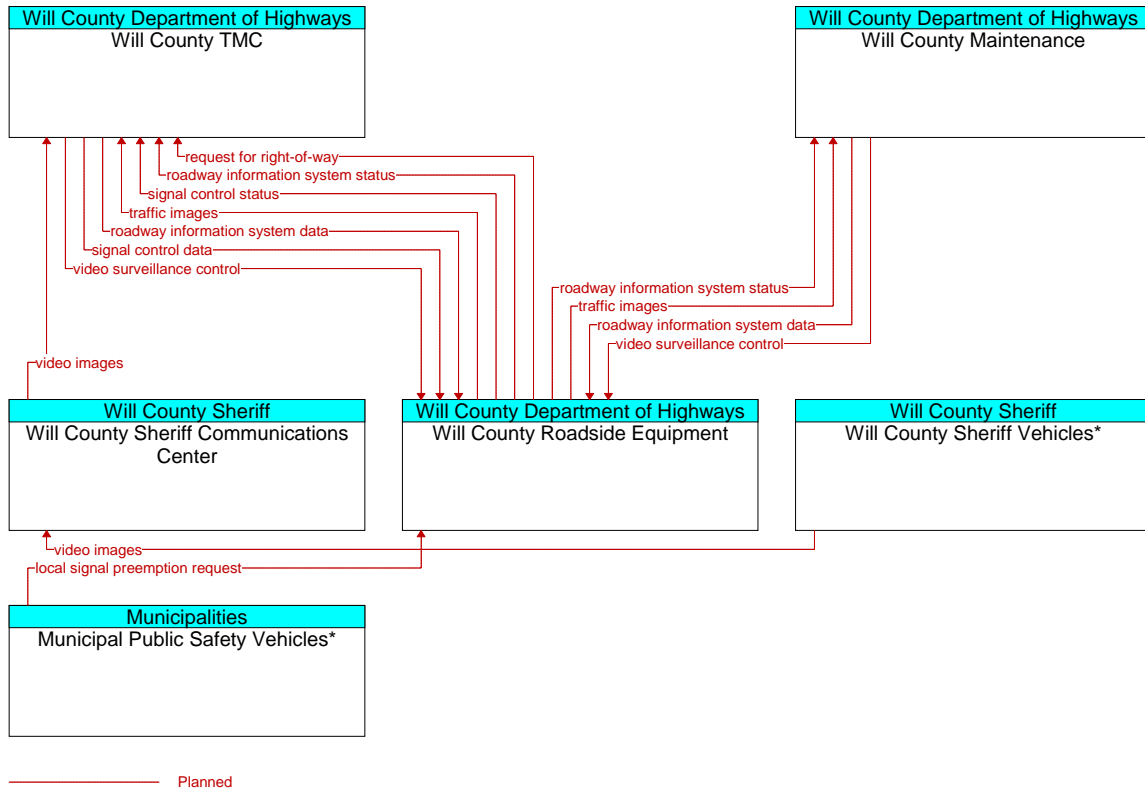 Will County Department of Highways
Will County TMC
Will County Department of Highways
Will County Maintenance
request for right-of-way
roadway information system status
signal control status
traffic images
roadway information system data
signal control data
video surveillance control
roadway information system status
traffic images
roadway information system data
video surveillance control
video images
Will County Sheriff
Will County Sheriff Communications
Center
Will County Department of Highways
Will County Roadside Equipment
Will County Sheriff
Will County Sheriff Vehicles*
video images
local signal preemption request
Municipalities
Municipal Public Safety Vehicles*
Planned